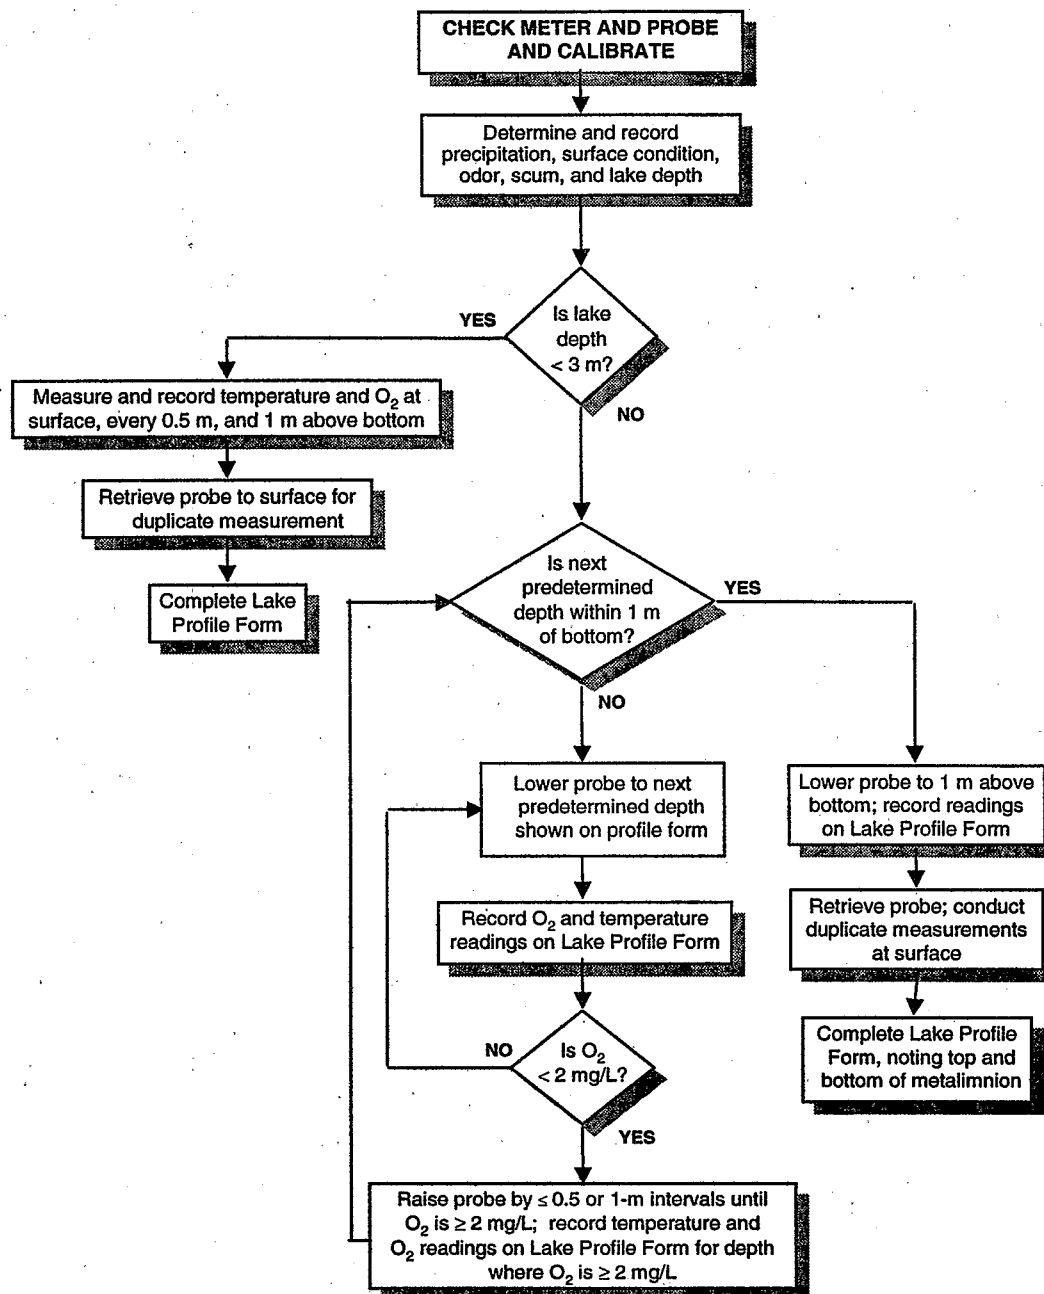 CHECK METER AND PROBE
AND CALIBRATE
Determine and record
precipitation, surface condition,
odor, scum, and lake depth
Is lake
depth
< 3 m?
YES
NO
Measure and record temperature and O₂ at
surface, every 0.5 m, and 1 m above bottom
Retrieve probe to surface for
duplicate measurement
Complete Lake
Profile Form
Is next
predetermined
depth within 1 m
of bottom?
YES
NO
Lower probe to next
predetermined depth
shown on profile form
Record O₂ and temperature
readings on Lake Profile Form
Is O₂
< 2 mg/L?
NO
YES
Raise probe by ≤ 0.5 or 1-m intervals until
O₂ is ≥ 2 mg/L; record temperature and
O₂ readings on Lake Profile Form for depth
where O₂ is ≥ 2 mg/L
Lower probe to 1 m above
bottom; record readings
on Lake Profile Form
Retrieve probe; conduct
duplicate measurements
at surface
Complete Lake Profile
Form, noting top and
bottom of metalimnion